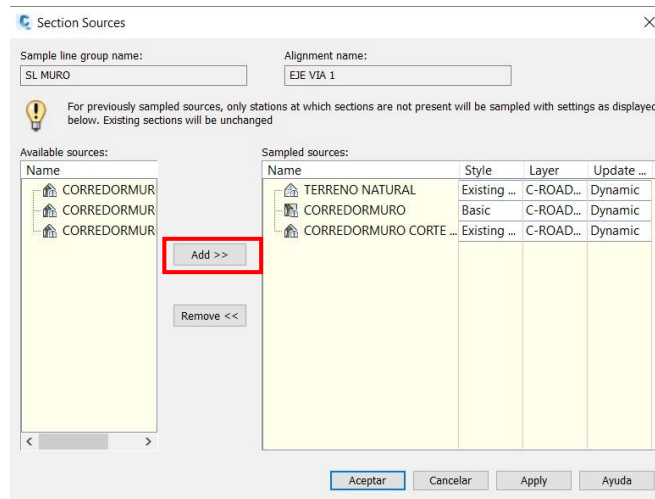 Section Sources
Sample line group name:
Alignment name:
SL MURO
EJE VIA 1
For previously sampled sources, only stations at which sections are not present will be sampled with settings as displayed
below. Existing sections will be unchanged
Available sources:
Sampled sources:
Name
Name Style Layer Update ...
CORREDORMUR
CORREDORMUR
CORREDORMUR
TERRENO NATURAL Existing ... C-ROAD... Dynamic
CORREDORMURO Basic C-ROAD... Dynamic
CORREDORMURO CORTE ... Existing ... C-ROAD... Dynamic
Add >>
Remove <<
Aceptar Cancelar Apply Ayuda